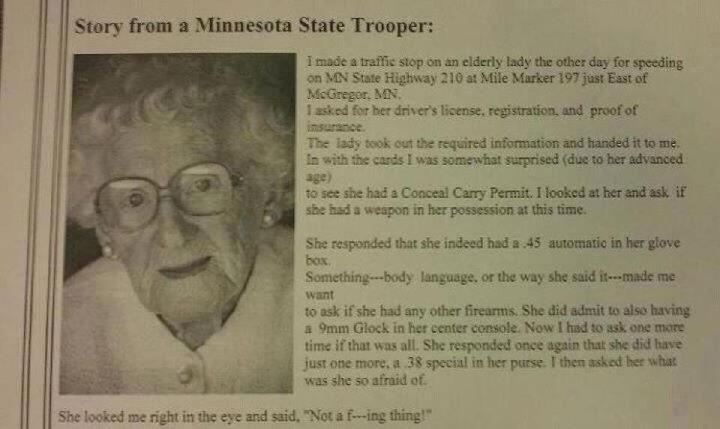 Story from a Minnesota State Trooper:
I made a traffic stop on an elderly lady the other day for speeding
on MN State Highway 210 at Mile Marker 197 just East of
McGregor, MN.
I asked for her driver's license, registration, and proof of
insurance.
The lady took out the required information and handed it to me.
In with the cards I was somewhat surprised (due to her advanced
age)
to see she had a Conceal Carry Permit. I looked at her and ask if
she had a weapon in her possession at this time.
She responded that she indeed had a .45 automatic in her glove
box.
Something---body language, or the way she said it---made me
want
to ask if she had any other firearms. She did admit to also having
a 9mm Glock in her center console. Now I had to ask one more
time if that was all. She responded once again that she did have
just one more, a .38 special in her purse. I then asked her what
was she so afraid of.
She looked me right in the eye and said, "Not a f---ing thing!"